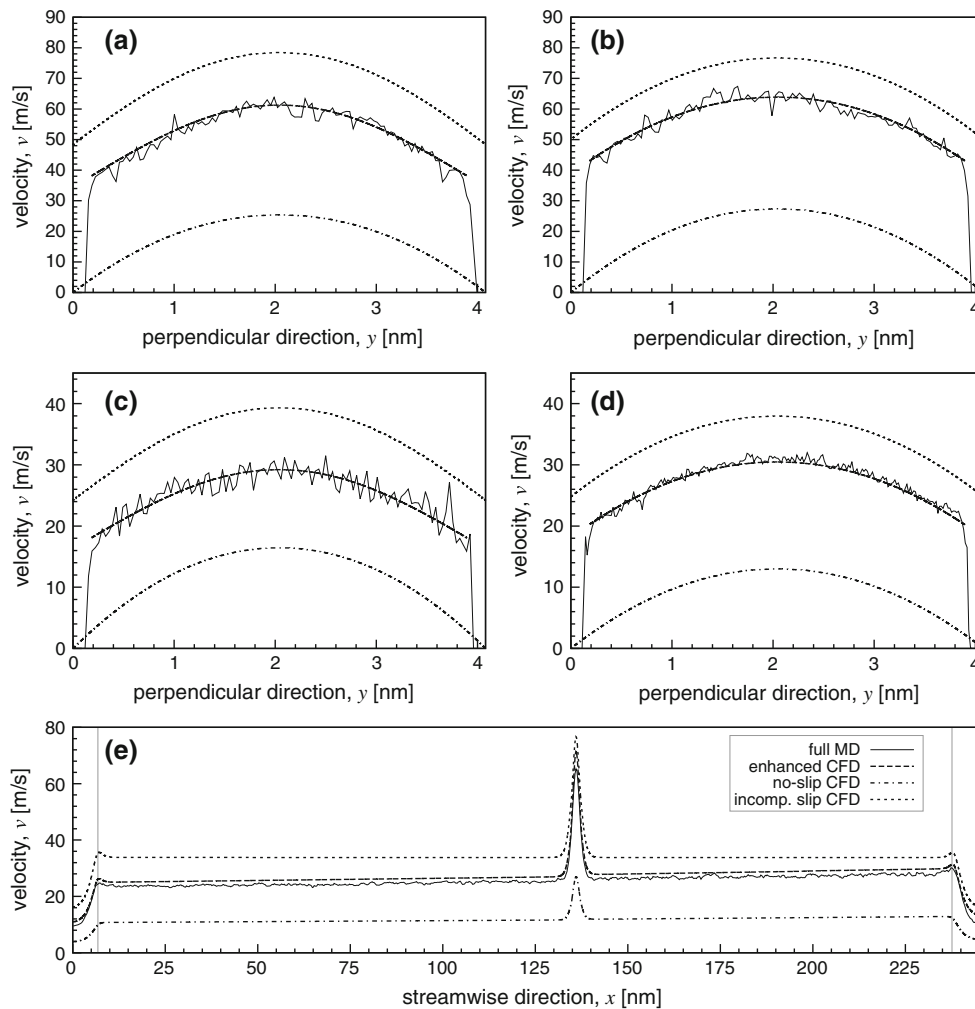 (a)
velocity, v [m/s]
90
80
70
60
50
40
30
20
10
0
0 1 2 3 4
perpendicular direction, y [nm]
(b)
velocity, v [m/s]
90
80
70
60
50
40
30
20
10
0
0 1 2 3 4
perpendicular direction, y [nm]
(c)
velocity, v [m/s]
40
30
20
10
0
0 1 2 3 4
perpendicular direction, y [nm]
(d)
velocity, v [m/s]
40
30
20
10
0
0 1 2 3 4
perpendicular direction, y [nm]
(e)
velocity, v [m/s]
80
60
40
20
0
full MD
enhanced CFD
no-slip CFD
incomp. slip CFD
0 25 50 75 100 125 150 175 200 225
streamwise direction, x [nm]